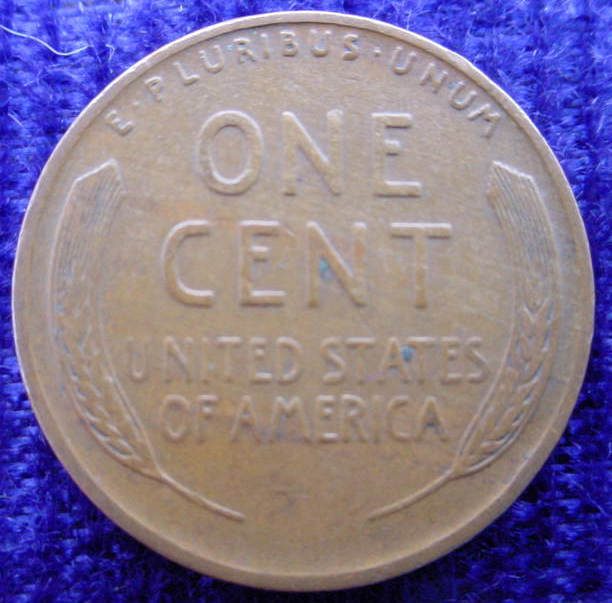 E·PLURIBUS·UNUM
ONE
CENT
UNITED STATES
OF AMERICA